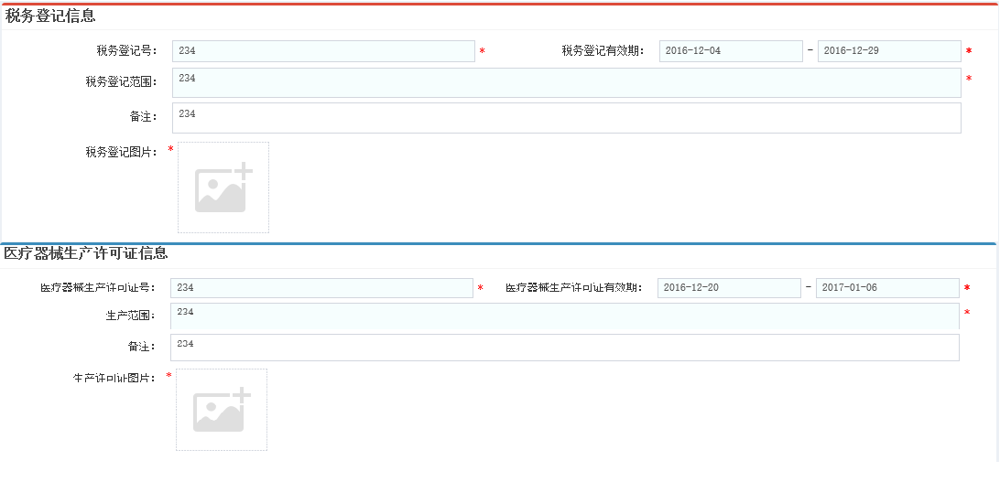 税务登记信息
税务登记号： 234 * 税务登记有效期： 2016-12-04 - 2016-12-29 *
税务登记范围： 234 *
备注： 234
税务登记图片： *
医疗器械生产许可证信息
医疗器械生产许可证号： 234 * 医疗器械生产许可证有效期： 2016-12-20 - 2017-01-06 *
生产范围： 234 *
备注： 234
生产许可证图片： *